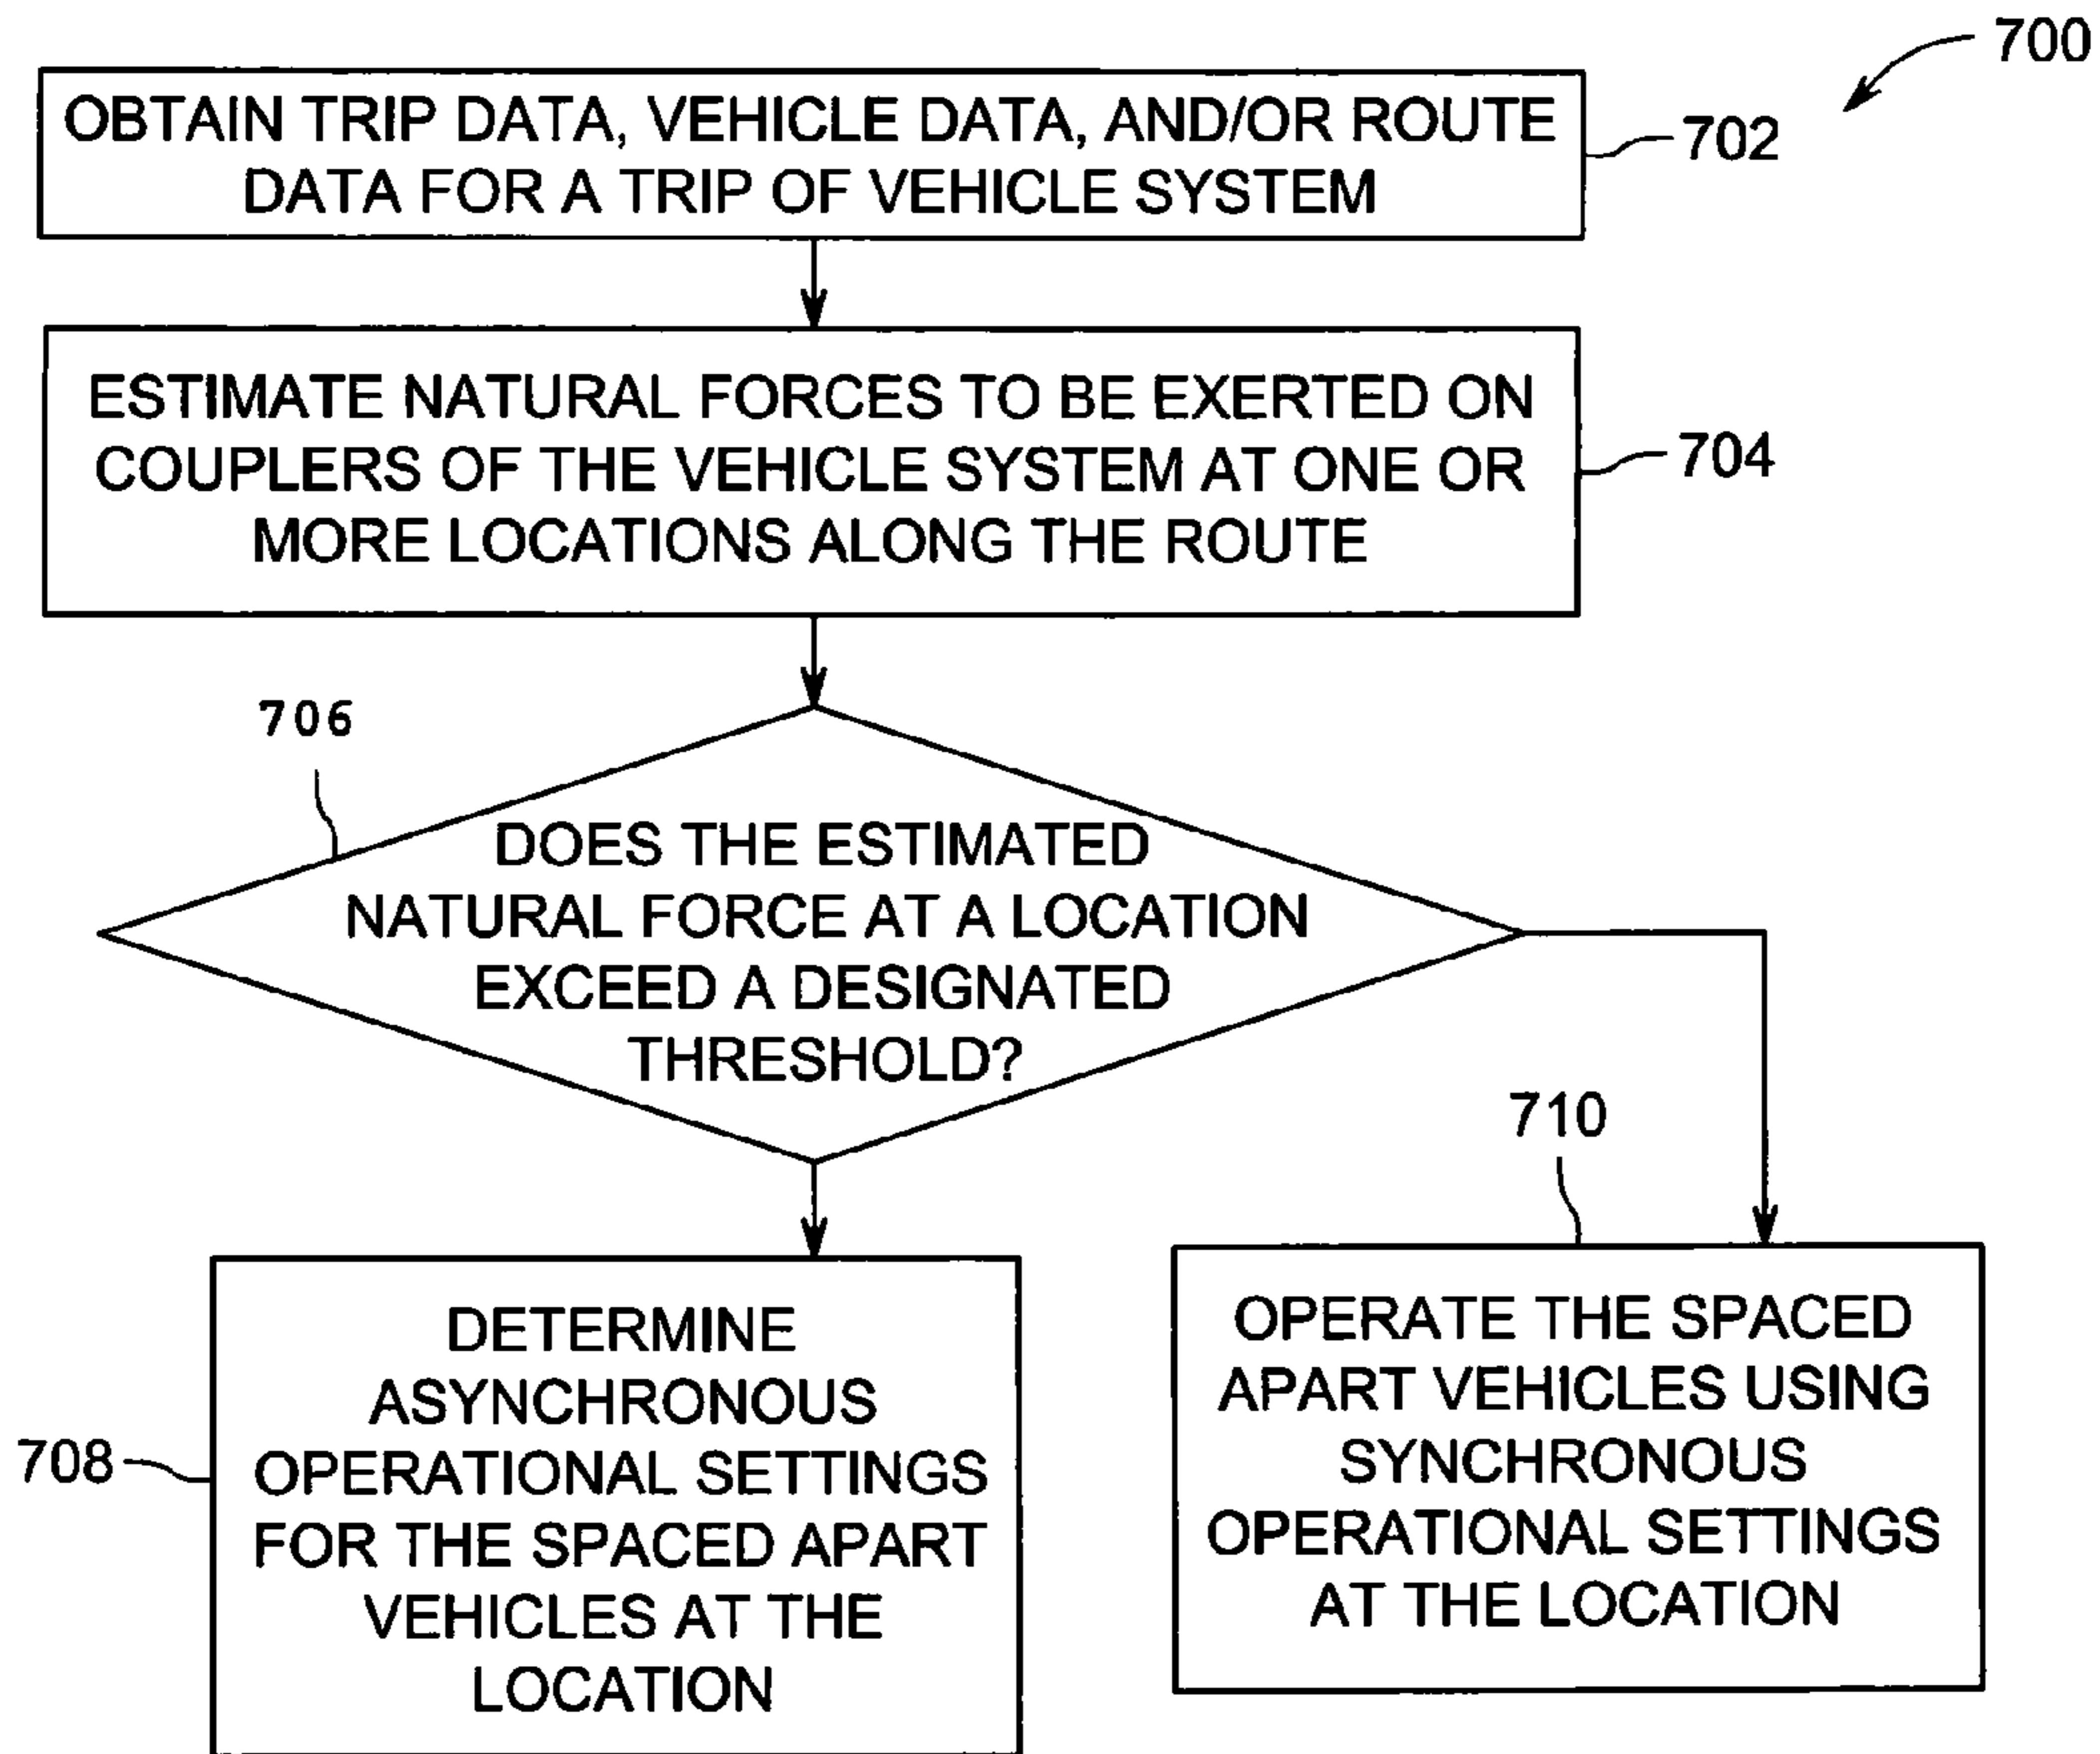 700
OBTAIN TRIP DATA, VEHICLE DATA, AND/OR ROUTE
DATA FOR A TRIP OF VEHICLE SYSTEM
702
ESTIMATE NATURAL FORCES TO BE EXERTED ON
COUPLERS OF THE VEHICLE SYSTEM AT ONE OR
MORE LOCATIONS ALONG THE ROUTE
704
706
DOES THE ESTIMATED
NATURAL FORCE AT A LOCATION
EXCEED A DESIGNATED
THRESHOLD?
708
DETERMINE
ASYNCHRONOUS
OPERATIONAL SETTINGS
FOR THE SPACED APART
VEHICLES AT THE
LOCATION
710
OPERATE THE SPACED
APART VEHICLES USING
SYNCHRONOUS
OPERATIONAL SETTINGS
AT THE LOCATION